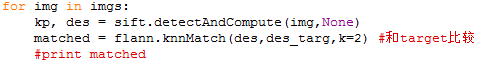 for img in imgs:
    kp, des = sift.detectAndCompute(img,None)
    matched = flann.knnMatch(des,des_targ,k=2) #和target比较
    #print matched